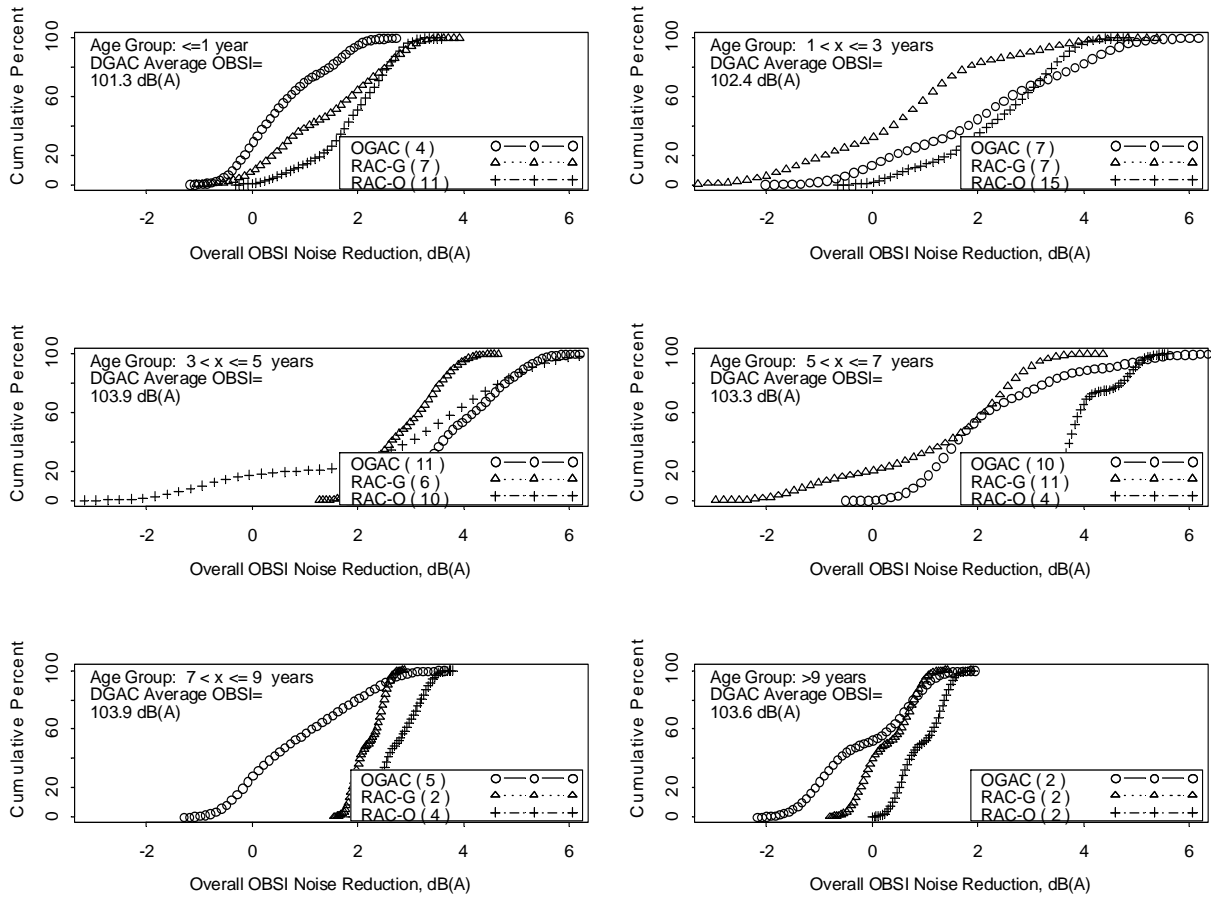 Cumulative Percent
0 20 60 100
Age Group: <=1 year
DGAC Average OBSI=
101.3 dB(A)
OGAC ( 4 )
RAC-G ( 7 )
RAC-O ( 11 )
-2 0 2 4 6
Overall OBSI Noise Reduction, dB(A)
Cumulative Percent
0 20 60 100
Age Group: 1 < x <= 3 years
DGAC Average OBSI=
102.4 dB(A)
OGAC ( 7 )
RAC-G ( 7 )
RAC-O ( 15 )
-2 0 2 4 6
Overall OBSI Noise Reduction, dB(A)
Cumulative Percent
0 20 60 100
Age Group: 3 < x <= 5 years
DGAC Average OBSI=
103.9 dB(A)
OGAC ( 11 )
RAC-G ( 6 )
RAC-O ( 10 )
-2 0 2 4 6
Overall OBSI Noise Reduction, dB(A)
Cumulative Percent
0 20 60 100
Age Group: 5 < x <= 7 years
DGAC Average OBSI=
103.3 dB(A)
OGAC ( 10 )
RAC-G ( 11 )
RAC-O ( 4 )
-2 0 2 4 6
Overall OBSI Noise Reduction, dB(A)
Cumulative Percent
0 20 60 100
Age Group: 7 < x <= 9 years
DGAC Average OBSI=
103.9 dB(A)
OGAC ( 5 )
RAC-G ( 2 )
RAC-O ( 4 )
-2 0 2 4 6
Overall OBSI Noise Reduction, dB(A)
Cumulative Percent
0 20 60 100
Age Group: >9 years
DGAC Average OBSI=
103.6 dB(A)
OGAC ( 2 )
RAC-G ( 2 )
RAC-O ( 2 )
-2 0 2 4 6
Overall OBSI Noise Reduction, dB(A)